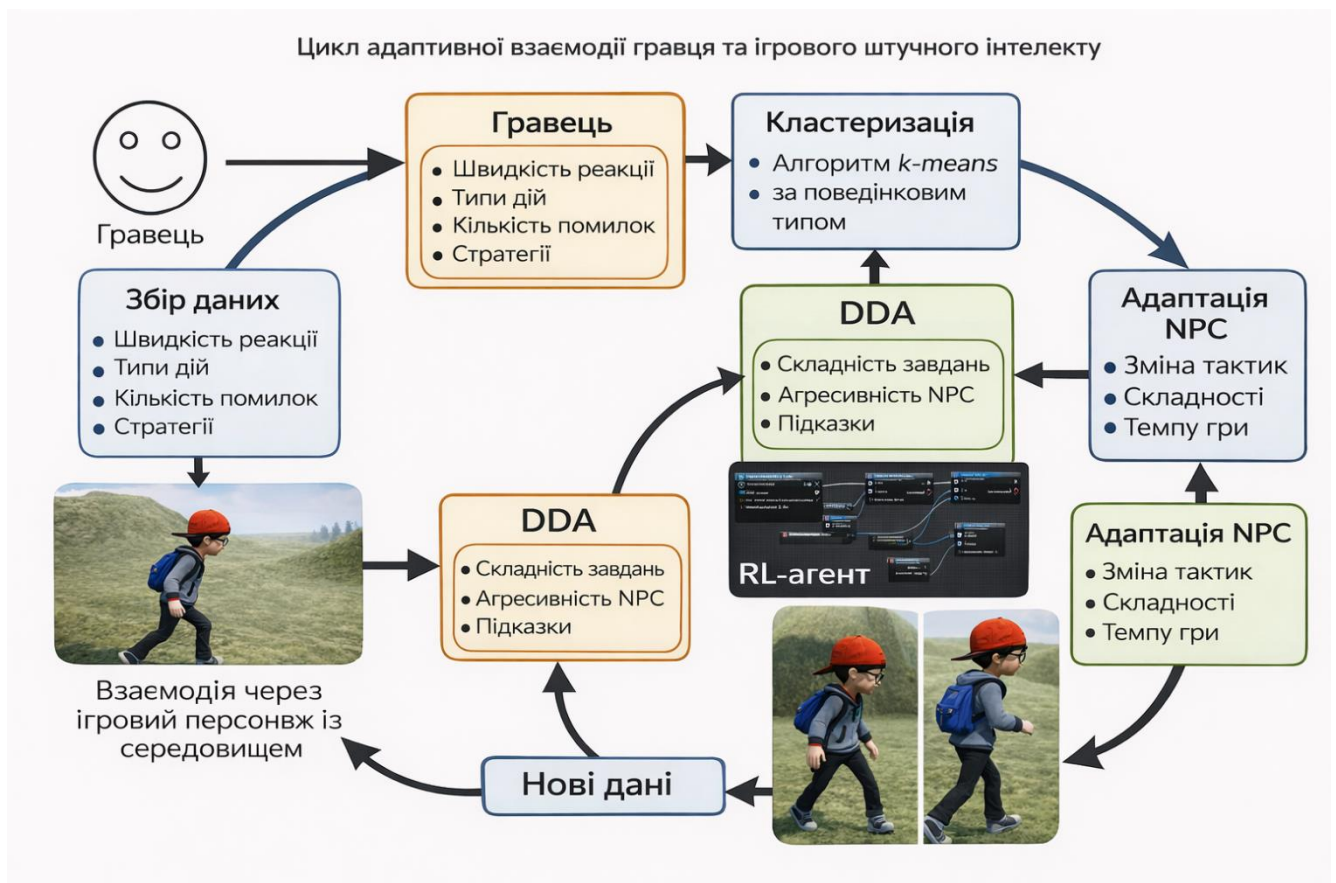 Цикл адаптивної взаємодії гравця та ігрового штучного інтелекту
Гравець
Гравець
• Швидкість реакції
• Типи дій
• Кількість помилок
• Стратегії
Кластеризація
• Алгоритм k-means
• за поведінковим
типом
Збір даних
• Швидкість реакції
• Типи дій
• Кількість помилок
• Стратегії
DDA
• Складність завдань
• Агресивність NPC
• Підказки
RL-агент
Адаптація
NPC
• Зміна тактик
• Складності
• Темпу гри
DDA
• Складність завдань
• Агресивність NPC
• Підказки
Адаптація NPC
• Зміна тактик
• Складності
• Темпу гри
Взаємодія через
ігровий персонвж із
середовищем
Нові дані